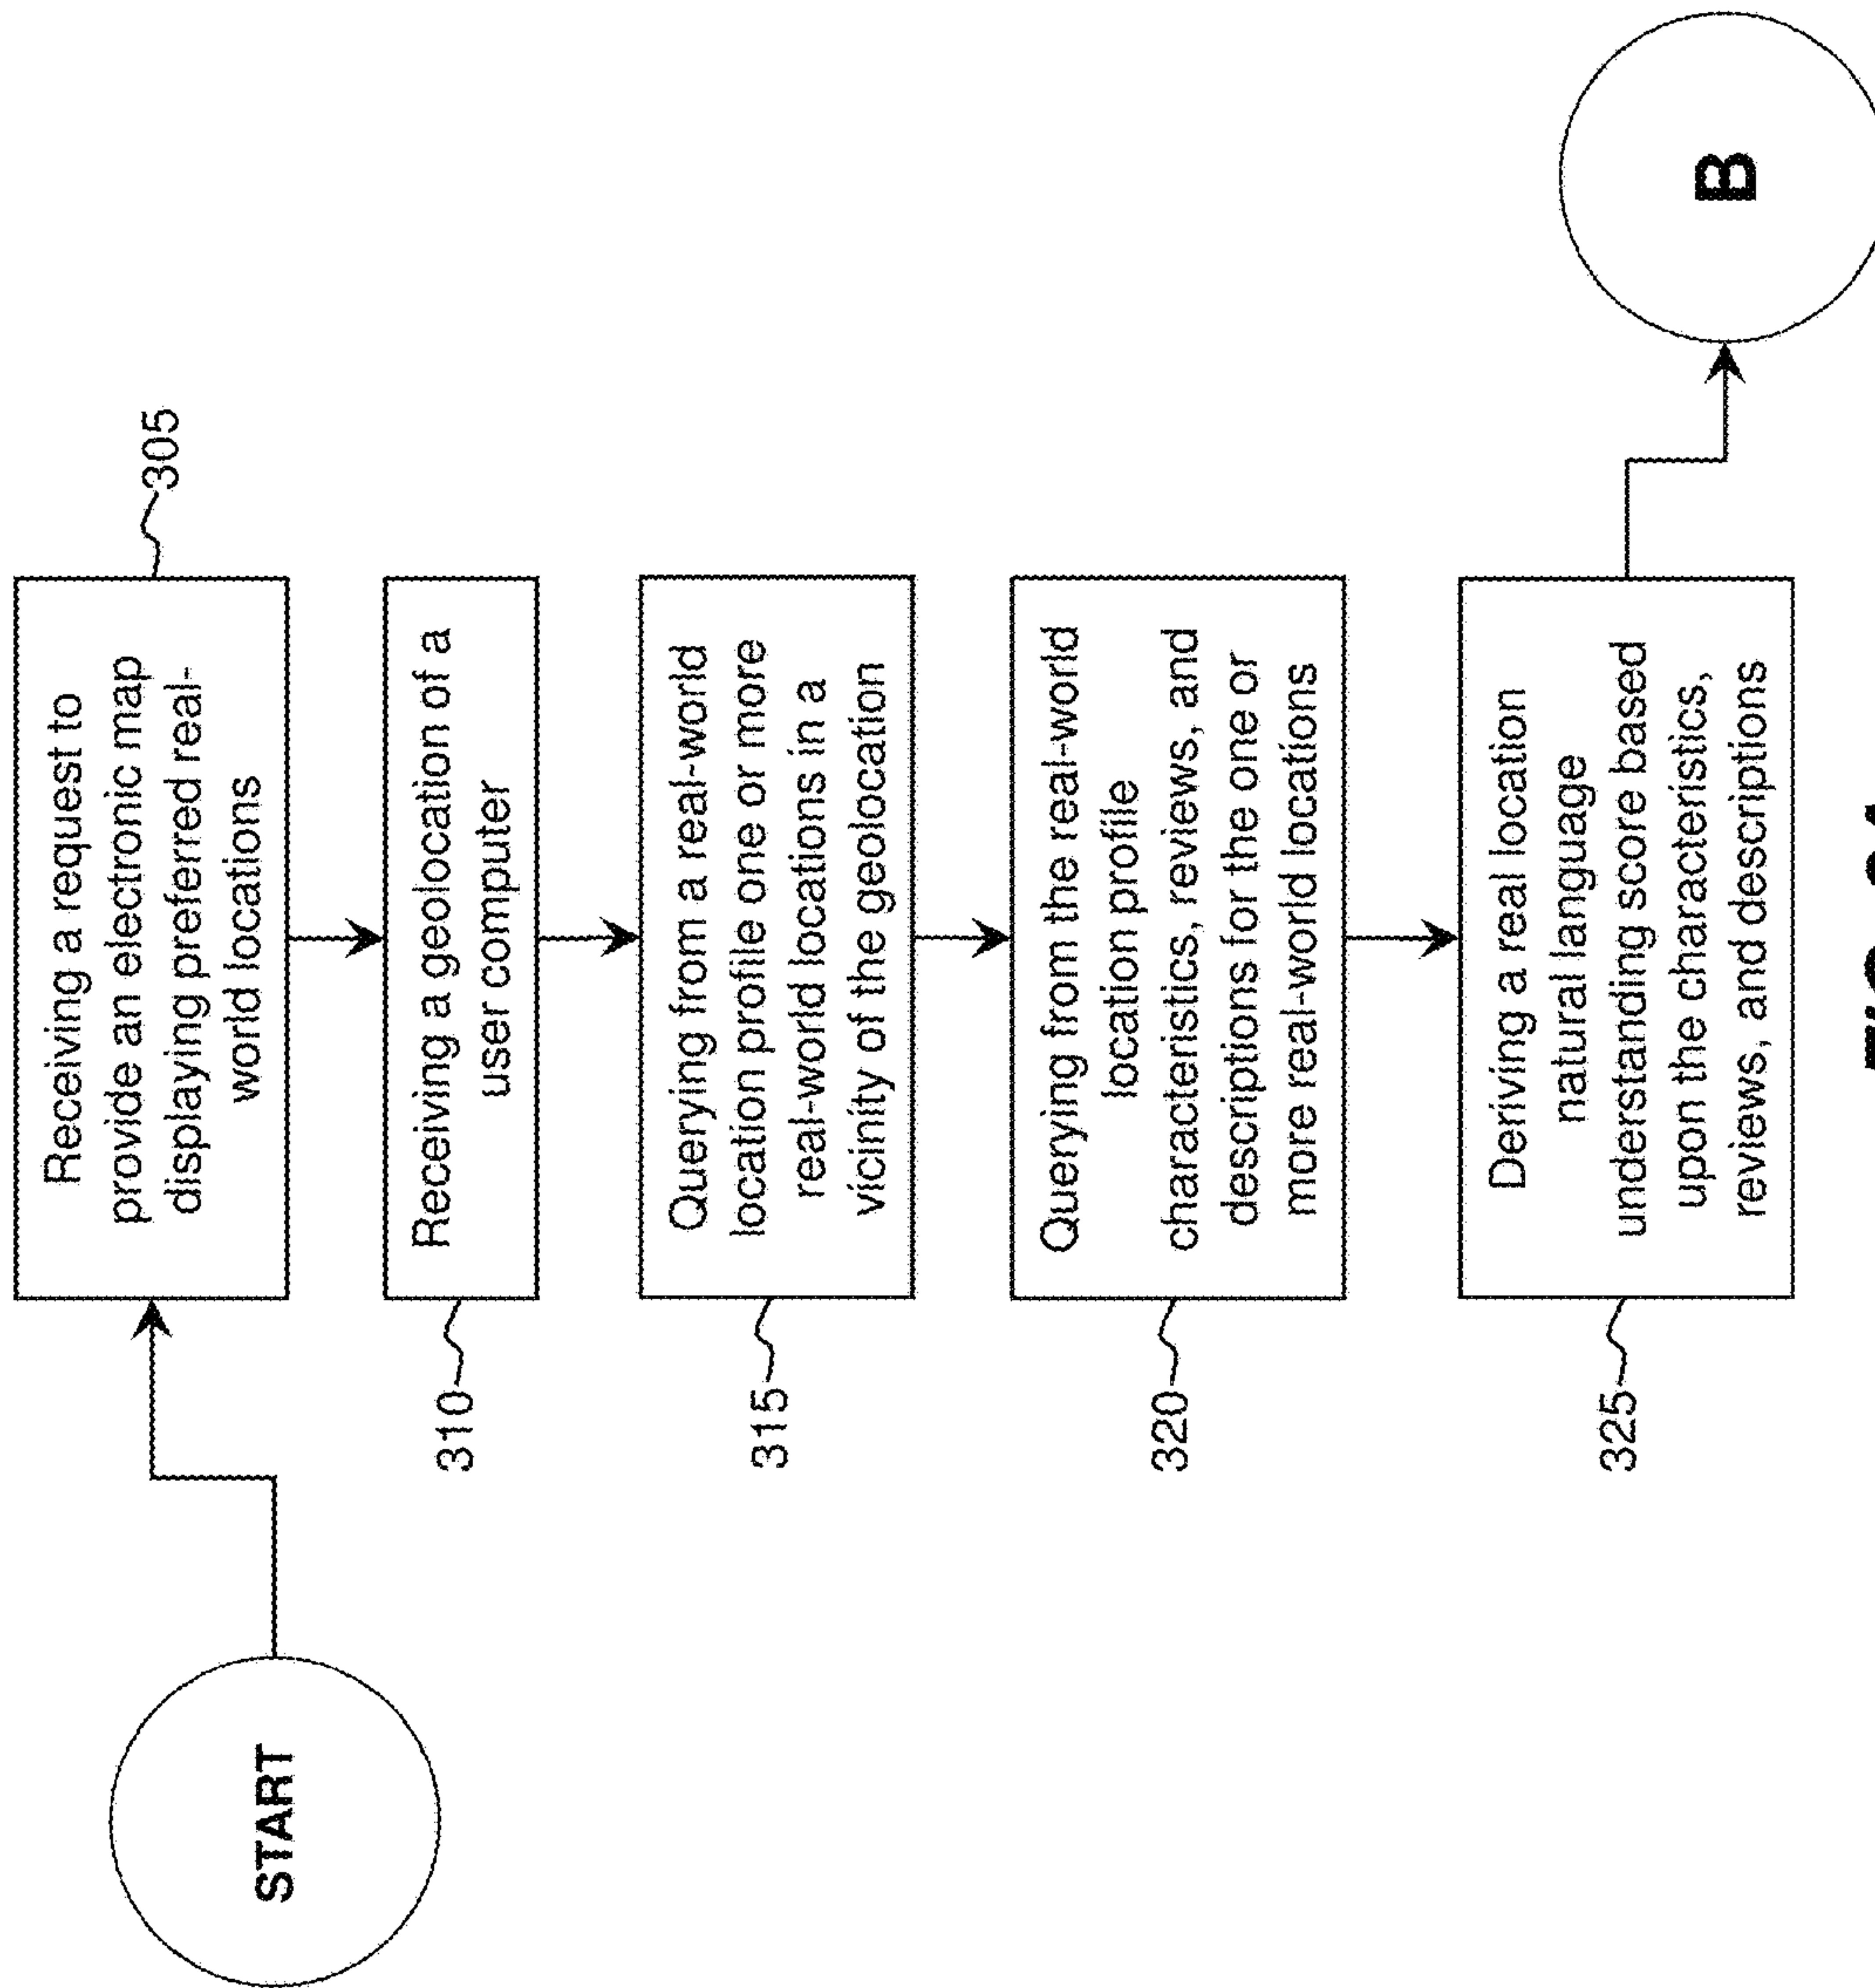 START
Receiving a request to
provide an electronic map
displaying preferred real-
world locations
305
Receiving a geolocation of a
user computer
310
Querying from a real-world
location profile one or more
real-world locations in a
vicinity of the geolocation
315
Querying from the real-world
location profile
characteristics, reviews, and
descriptions for the one or
more real-world locations
320
Deriving a real location
natural language
understanding score based
upon the characteristics,
reviews, and descriptions
325
B